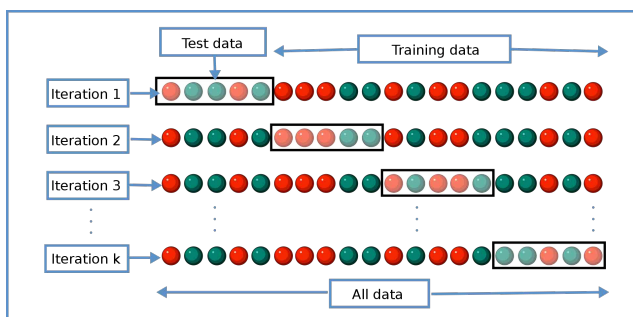 Test data
Training data
Iteration 1
Iteration 2
Iteration 3
Iteration k
All data